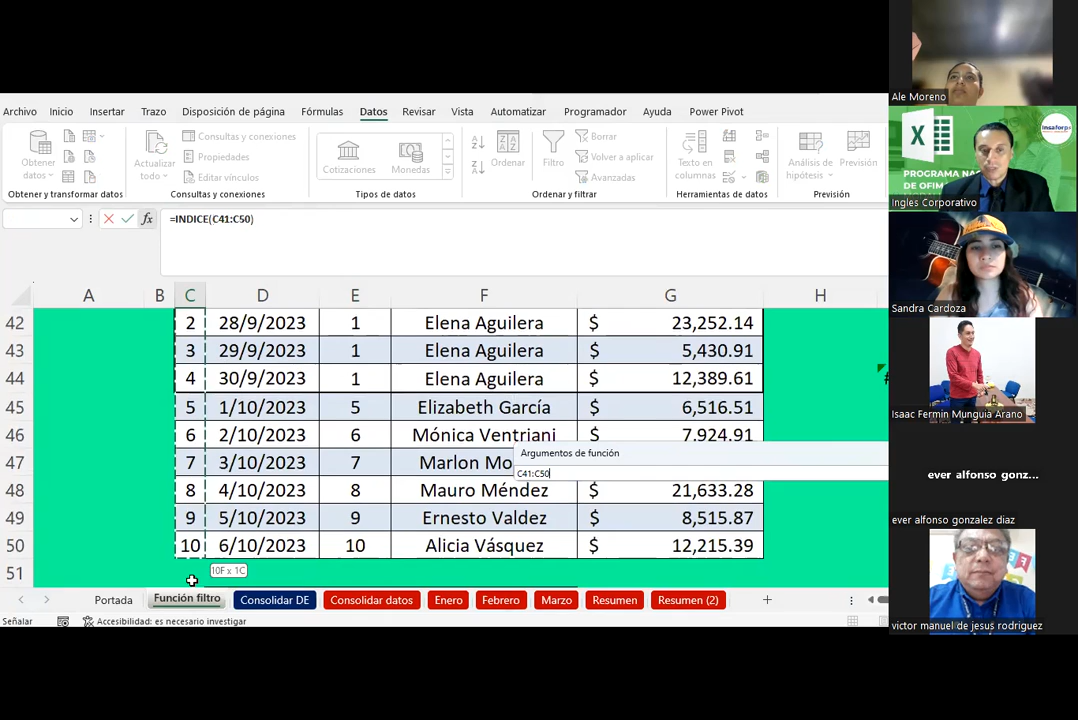 Archivo Inicio Insertar Trazo Disposición de página Fórmulas Datos Revisar Vista Automatizar Programador Ayuda Power Pivot
Obtener datos
Obtener y transformar datos
Actualizar todo
Consultas y conexiones
Propiedades
Editar vínculos
Consultas y conexiones
Cotizaciones
Monedas
Tipos de datos
Ordenar
Filtro
Borrar
Volver a aplicar
Avanzadas
Ordenar y filtrar
Texto en columnas
Herramientas de datos
Análisis de hipótesis
Previsión
Previsión
fx =INDICE(C41:C50)
A B C D E F G H
42 2 28/9/2023 1 Elena Aguilera $ 23,252.14
43 3 29/9/2023 1 Elena Aguilera $ 5,430.91
44 4 30/9/2023 1 Elena Aguilera $ 12,389.61 #
45 5 1/10/2023 5 Elizabeth García $ 6,516.51
46 6 2/10/2023 6 Mónica Ventriani $ 7,924.91
Argumentos de función
47 7 3/10/2023 7 Marlon Mo
C41:C50
48 8 4/10/2023 8 Mauro Méndez $ 21,633.28
49 9 5/10/2023 9 Ernesto Valdez $ 8,515.87
50 10 6/10/2023 10 Alicia Vásquez $ 12,215.39
51
10F x 1C
Portada Función filtro Consolidar DE Consolidar datos Enero Febrero Marzo Resumen Resumen (2)
Señalar Accesibilidad: es necesario investigar
Ale Moreno
X
Insaforp
PROGRAMA NA
DE OFIM
Ingles Corporativo
Sandra Cardoza
Isaac Fermin Munguia Arano
ever alfonso gonz...
ever alfonso gonzalez diaz
victor manuel de jesus rodriguez